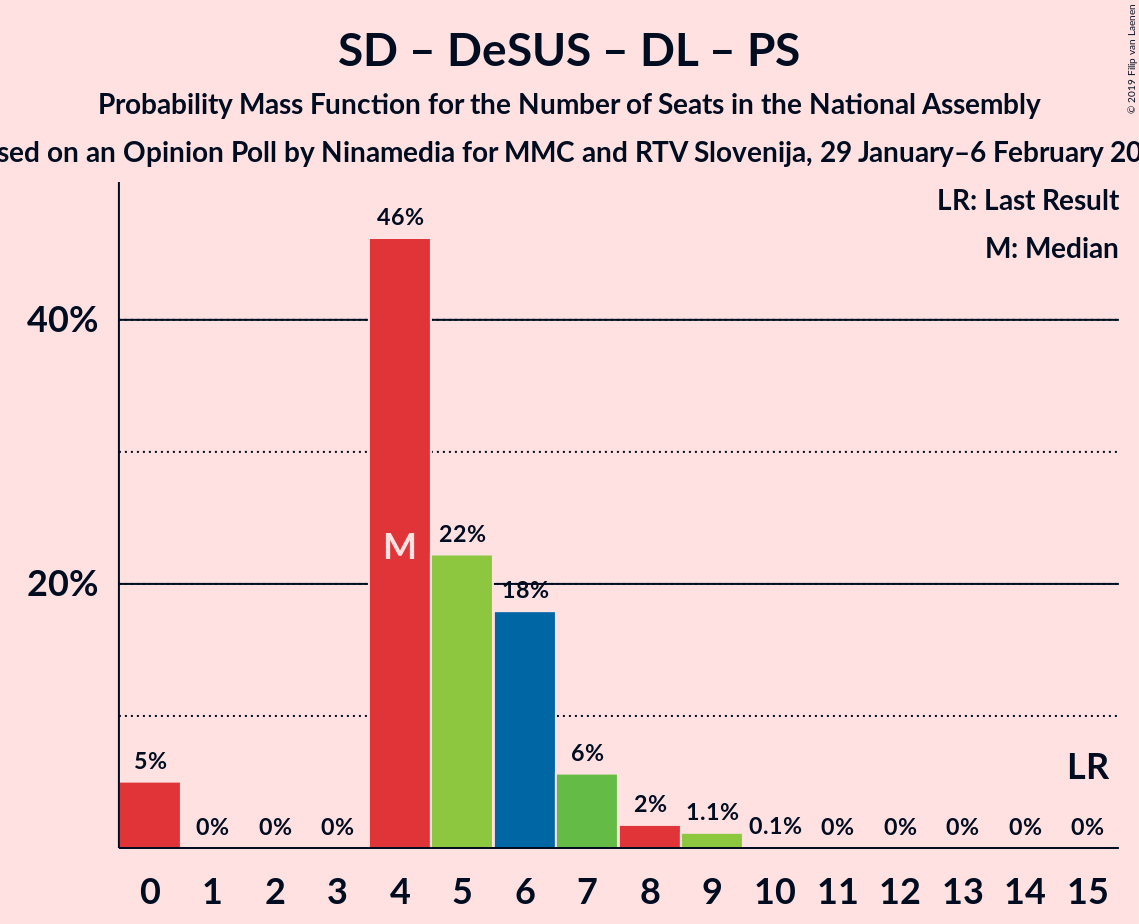 SD – DeSUS – DL – PS
Probability Mass Function for the Number of Seats in the National Assembly
sed on an Opinion Poll by Ninamedia for MMC and RTV Slovenija, 29 January–6 February 20
© 2019 Filip van Laenen
LR: Last Result
M: Median
46%
40%
M
22%
20%
18%
5%
0%
0%
0%
6%
2%
1.1%
0.1%
0%
0%
0%
0%
LR
0%
0 1 2 3 4 5 6 7 8 9 10 11 12 13 14 15